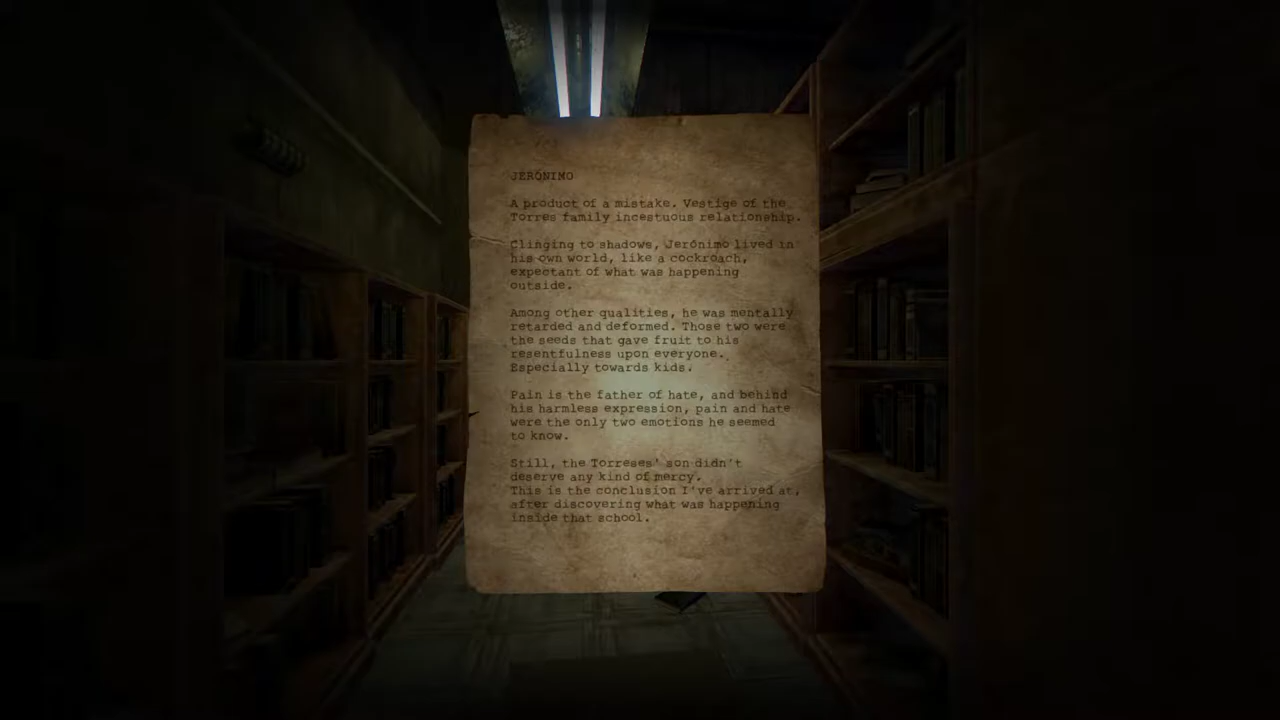 JERÓNIMO
A product of a mistake. Vestige of the
Torres family incestuous relationship.
Clinging to shadows, Jerónimo lived in
his own world, like a cockroach,
expectant of what was happening
outside.
Among other qualities, he was mentally
retarded and deformed. Those two were
the seeds that gave fruit to his
resentfulness upon everyone.
Especially towards kids.
Pain is the father of hate, and behind
his harmless expression, pain and hate
were the only two emotions he seemed
to know.
Still, the Torreses' son didn't
deserve any kind of mercy.
This is the conclusion I've arrived at,
after discovering what was happening
inside that school.